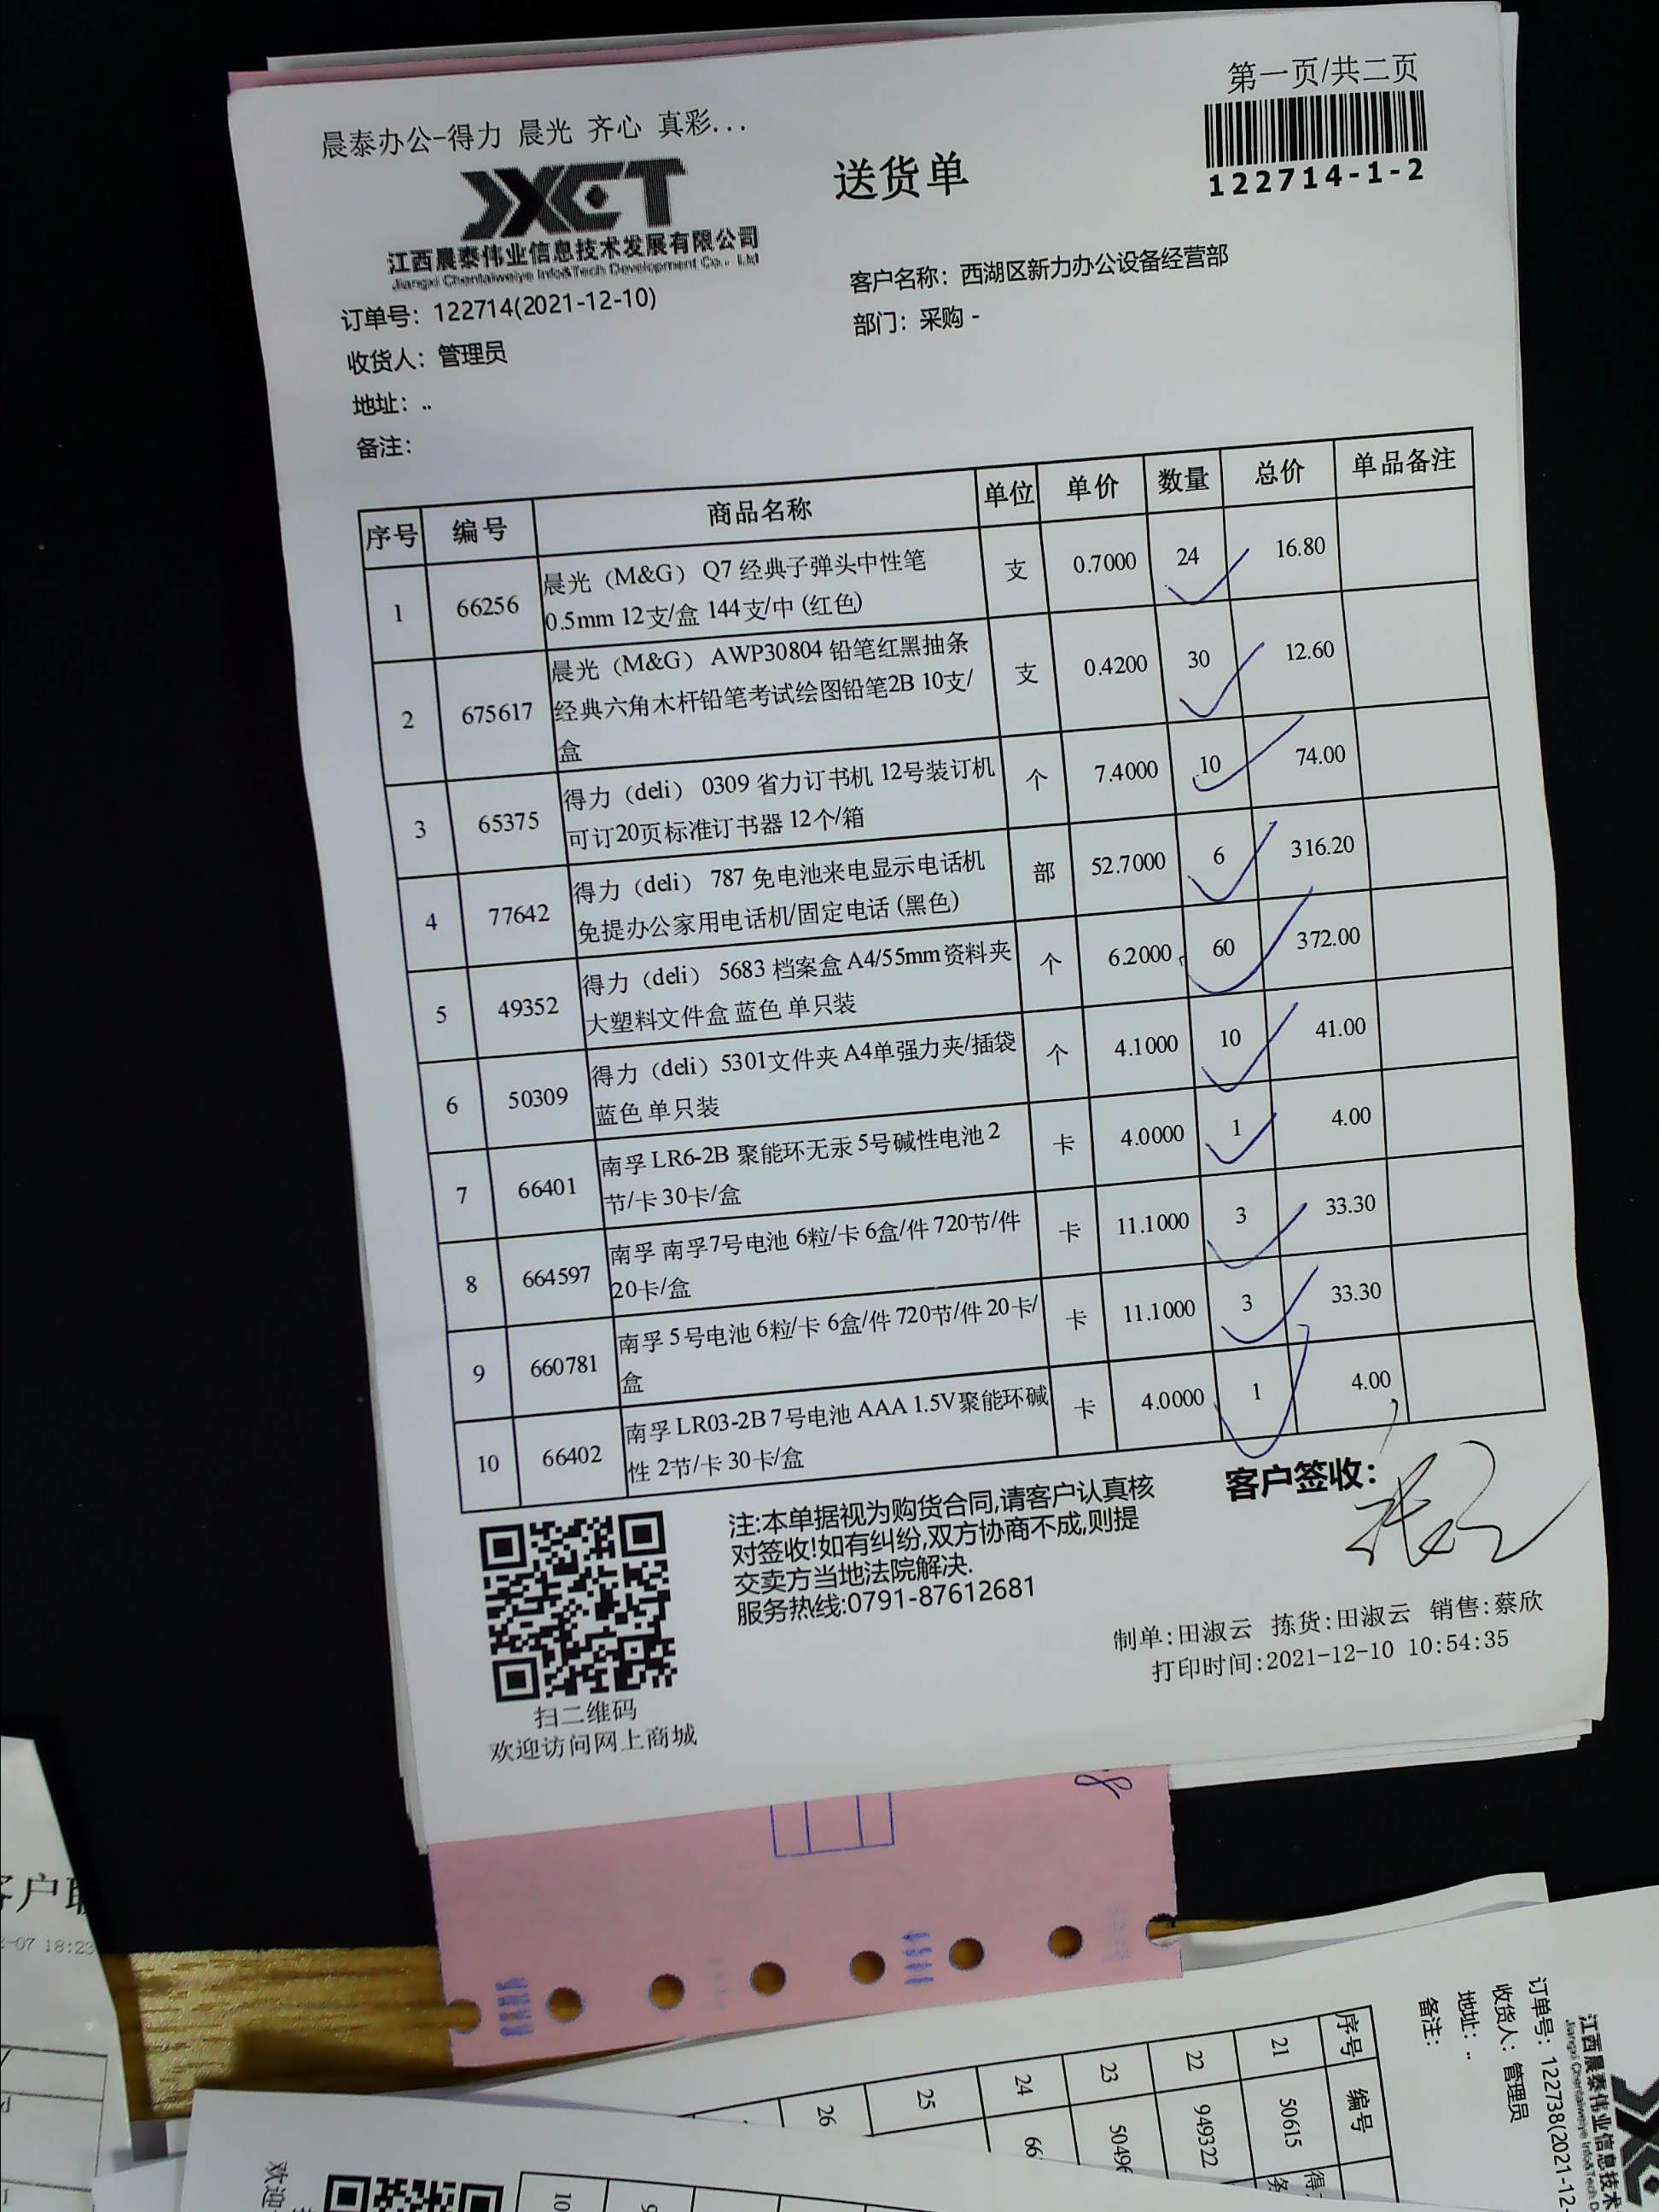 第一页/共二页
晨泰办公-得力 晨光 齐心 真彩...
122714-1-2
送货单
江西晨泰伟业信息技术发展有限公司
Jiangxi Chentaiweiye Info&Tech Development Co., Ltd
客户名称：西湖区新力办公设备经营部
订单号：122714(2021-12-10)
部门：采购 -
收货人：管理员
地址：..
备注：
序号 编号 商品名称 单位 单价 数量 总价 单品备注
1 66256 晨光（M&G） Q7 经典子弹头中性笔 支 0.7000 24 16.80
0.5mm 12支/盒 144支/中 (红色)
2 675617 晨光（M&G） AWP30804 铅笔红黑抽条 支 0.4200 30 12.60
经典六角木杆铅笔考试绘图铅笔2B 10支/
盒
3 65375 得力（deli） 0309 省力订书机 12号装订机 个 7.4000 10 74.00
可订20页标准订书器 12个/箱
4 77642 得力（deli） 787 免电池来电显示电话机 部 52.7000 6 316.20
免提办公家用电话机/固定电话 (黑色)
5 49352 得力（deli） 5683 档案盒 A4/55mm资料夹 个 6.2000 60 372.00
大塑料文件盒 蓝色 单只装
6 50309 得力（deli）5301文件夹 A4单强力夹/插袋 个 4.1000 10 41.00
蓝色 单只装
7 66401 南孚 LR6-2B 聚能环无汞 5号碱性电池 2 卡 4.0000 1 4.00
节/卡 30卡/盒
8 664597 南孚 南孚7号电池 6粒/卡 6盒/件 720节/件 卡 11.1000 3 33.30
20卡/盒
9 660781 南孚 5号电池 6粒/卡 6盒/件 720节/件 20卡/ 卡 11.1000 3 33.30
盒
10 66402 南孚 LR03-2B 7号电池 AAA 1.5V聚能环碱 卡 4.0000 1 4.00
性 2节/卡 30卡/盒
注:本单据视为购货合同,请客户认真核
对签收!如有纠纷,双方协商不成,则提
交卖方当地法院解决.
服务热线:0791-87612681
客户签收：
制单:田淑云 拣货:田淑云 销售:蔡欣
打印时间:2021-12-10 10:54:35
扫二维码
欢迎访问网上商城
客户
-07 18:23
江西晨泰伟业信息技术
订单号：122738(2021-12-
收货人：管理员
地址：..
备注：
序号 编号
21 50615
22 949322
23 5049
24 66
25
26
欢迎
10
9